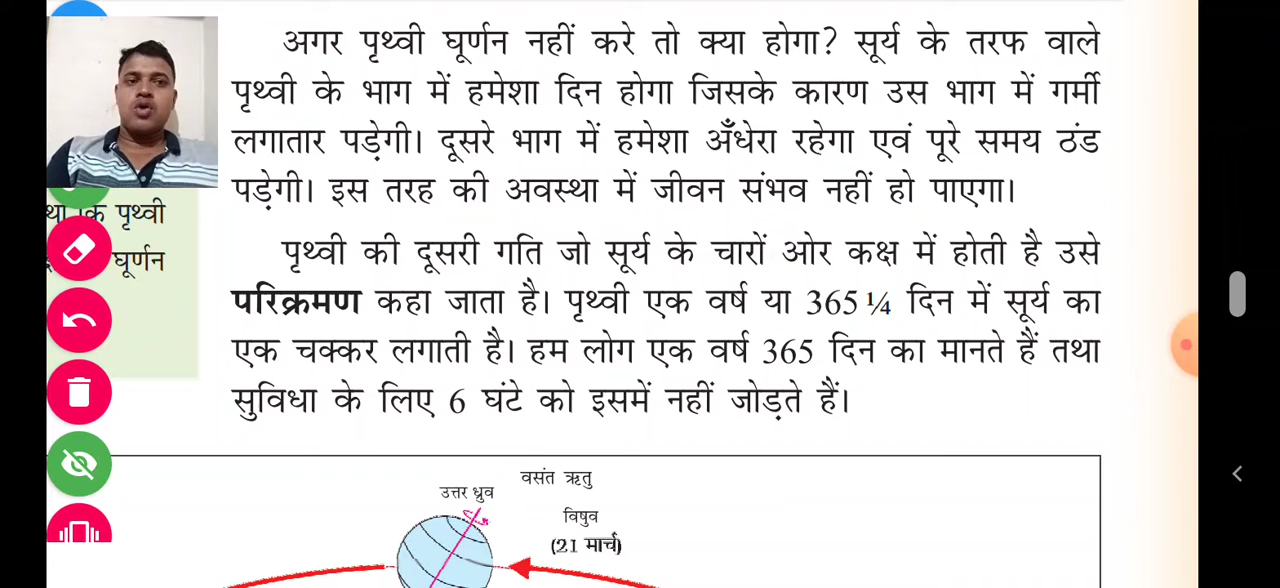 अगर पृथ्वी घूर्णन नहीं करे तो क्या होगा? सूर्य के तरफ वाले
पृथ्वी के भाग में हमेशा दिन होगा जिसके कारण उस भाग में गर्मी
लगातार पड़ेगी। दूसरे भाग में हमेशा अँधेरा रहेगा एवं पूरे समय ठंड
पड़ेगी। इस तरह की अवस्था में जीवन संभव नहीं हो पाएगा।
था कि पृथ्वी
घूर्णन
पृथ्वी की दूसरी गति जो सूर्य के चारों ओर कक्ष में होती है उसे
परिक्रमण कहा जाता है। पृथ्वी एक वर्ष या 365 ¼ दिन में सूर्य का
एक चक्कर लगाती है। हम लोग एक वर्ष 365 दिन का मानते हैं तथा
सुविधा के लिए 6 घंटे को इसमें नहीं जोड़ते हैं।
वसंत ऋतु
उत्तर ध्रुव
विषुव
(21 मार्च)